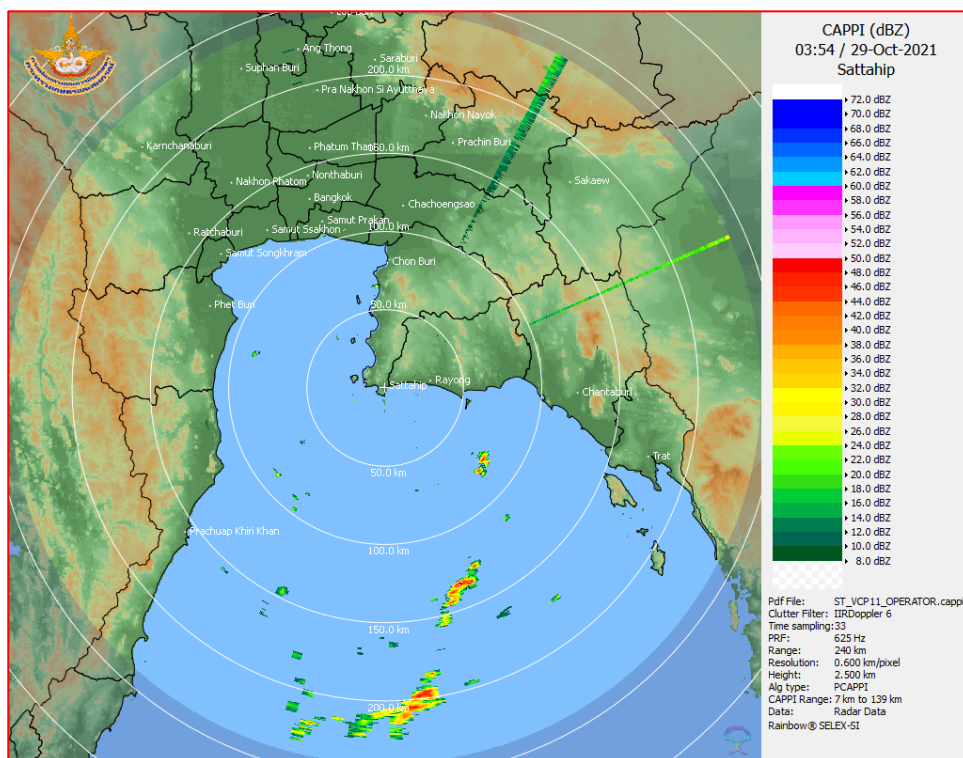 CAPPI (dBZ)
03:54 / 29-Oct-2021
Sattahip
72.0 dBZ
70.0 dBZ
68.0 dBZ
66.0 dBZ
64.0 dBZ
62.0 dBZ
60.0 dBZ
58.0 dBZ
56.0 dBZ
54.0 dBZ
52.0 dBZ
50.0 dBZ
48.0 dBZ
46.0 dBZ
44.0 dBZ
42.0 dBZ
40.0 dBZ
38.0 dBZ
36.0 dBZ
34.0 dBZ
32.0 dBZ
30.0 dBZ
28.0 dBZ
26.0 dBZ
24.0 dBZ
22.0 dBZ
20.0 dBZ
18.0 dBZ
16.0 dBZ
14.0 dBZ
12.0 dBZ
10.0 dBZ
8.0 dBZ
Pdf File: ST_VCP11_OPERATOR.cappi
Clutter Filter: IIRDoppler 6
Time sampling:33
PRF: 625 Hz
Range: 240 km
Resolution: 0.600 km/pixel
Height: 2.500 km
Alg type: PCAPPI
CAPPI Range: 7 km to 139 km
Data: Radar Data
Rainbow® SELEX-SI
Ang Thong
Saraburi
Suphan Buri
200.0 km
Pra Nakhon Si Ayutthaya
Nakhon Nayok
Prachin Buri
Karnchanaburi
Phatum Thani
150.0 km
Nonthaburi
Nakhon Phatom
Sakaew
Bangkok
Chachoengsao
Samut Prakan
Samut Ssakhon
100.0 km
Ratchaburi
Samut Songkhram
Chon Buri
Phet Buri
50.0 km
Sattahip
Rayong
Chantaburi
Trat
50.0 km
Prachuap Khiri Khan
100.0 km
150.0 km
200.0 km